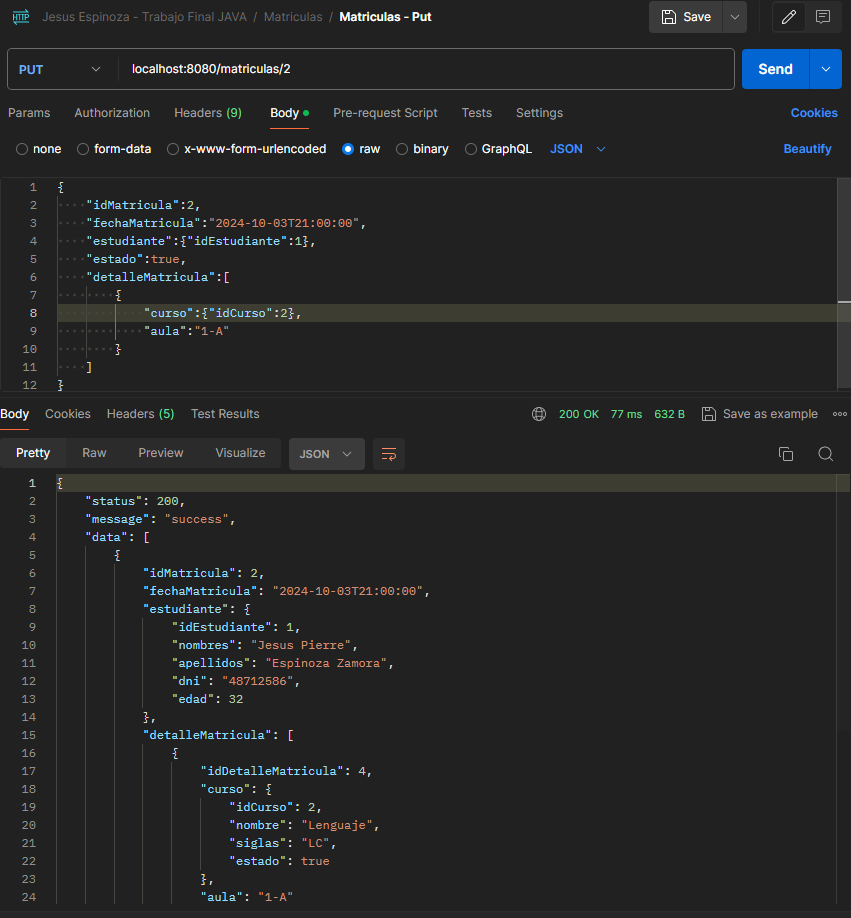 HTTP Jesus Espinoza - Trabajo Final JAVA / Matriculas / Matriculas - Put Save
PUT localhost:8080/matriculas/2 Send
Params Authorization Headers (9) Body Pre-request Script Tests Settings Cookies
none form-data x-www-form-urlencoded raw binary GraphQL JSON Beautify
1 {
2 ····"idMatricula":2,
3 ····"fechaMatricula":"2024-10-03T21:00:00",
4 ····"estudiante":{"idEstudiante":1},
5 ····"estado":true,
6 ····"detalleMatricula":[
7 ········{
8 ············"curso":{"idCurso":2},
9 ············"aula":"1-A"
10 ········}
11 ····]
12 }
Body Cookies Headers (5) Test Results 200 OK 77 ms 632 B Save as example
Pretty Raw Preview Visualize JSON
1 {
2 "status": 200,
3 "message": "success",
4 "data": [
5 {
6 "idMatricula": 2,
7 "fechaMatricula": "2024-10-03T21:00:00",
8 "estudiante": {
9 "idEstudiante": 1,
10 "nombres": "Jesus Pierre",
11 "apellidos": "Espinoza Zamora",
12 "dni": "48712586",
13 "edad": 32
14 },
15 "detalleMatricula": [
16 {
17 "idDetalleMatricula": 4,
18 "curso": {
19 "idCurso": 2,
20 "nombre": "Lenguaje",
21 "siglas": "LC",
22 "estado": true
23 },
24 "aula": "1-A"